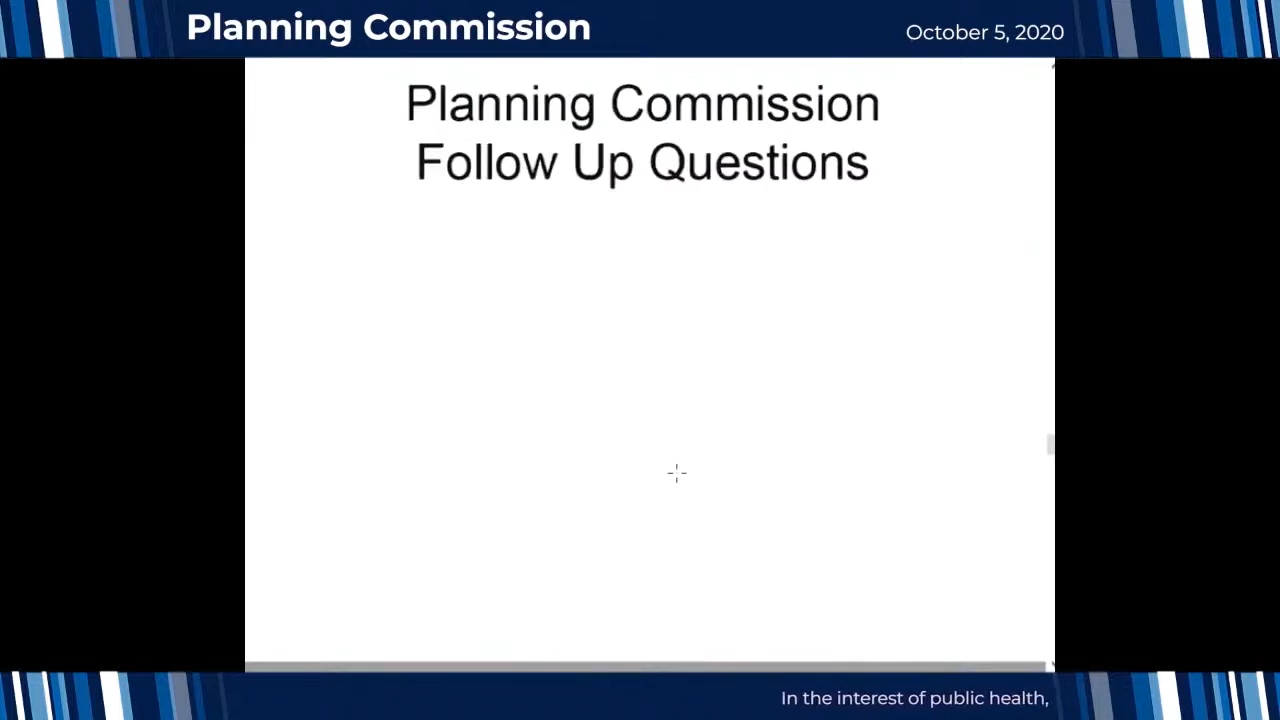 Planning Commission
October 5, 2020
Planning Commission
Follow Up Questions
In the interest of public health,